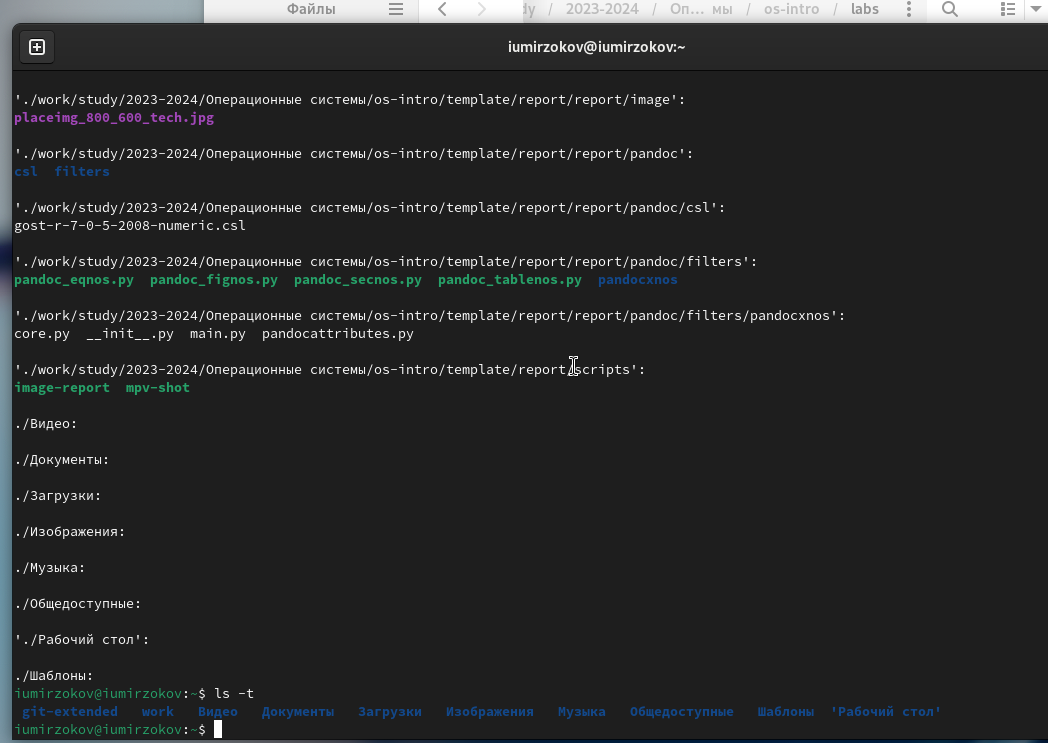 Файлы
dy / 2023-2024 / Оп… мы / os-intro / labs
iumirzokov@iumirzokov:~
'./work/study/2023-2024/Операционные системы/os-intro/template/report/report/image':
placeimg_800_600_tech.jpg
'./work/study/2023-2024/Операционные системы/os-intro/template/report/report/pandoc':
csl  filters
'./work/study/2023-2024/Операционные системы/os-intro/template/report/report/pandoc/csl':
gost-r-7-0-5-2008-numeric.csl
'./work/study/2023-2024/Операционные системы/os-intro/template/report/report/pandoc/filters':
pandoc_eqnos.py  pandoc_fignos.py  pandoc_secnos.py  pandoc_tablenos.py  pandocxnos
'./work/study/2023-2024/Операционные системы/os-intro/template/report/report/pandoc/filters/pandocxnos':
core.py  __init__.py  main.py  pandocattributes.py
'./work/study/2023-2024/Операционные системы/os-intro/template/report/scripts':
image-report  mpv-shot
./Видео:
./Документы:
./Загрузки:
./Изображения:
./Музыка:
./Общедоступные:
'./Рабочий стол':
./Шаблоны:
iumirzokov@iumirzokov:~$ ls -t
git-extended  work  Видео  Документы  Загрузки  Изображения  Музыка  Общедоступные  Шаблоны  'Рабочий стол'
iumirzokov@iumirzokov:~$